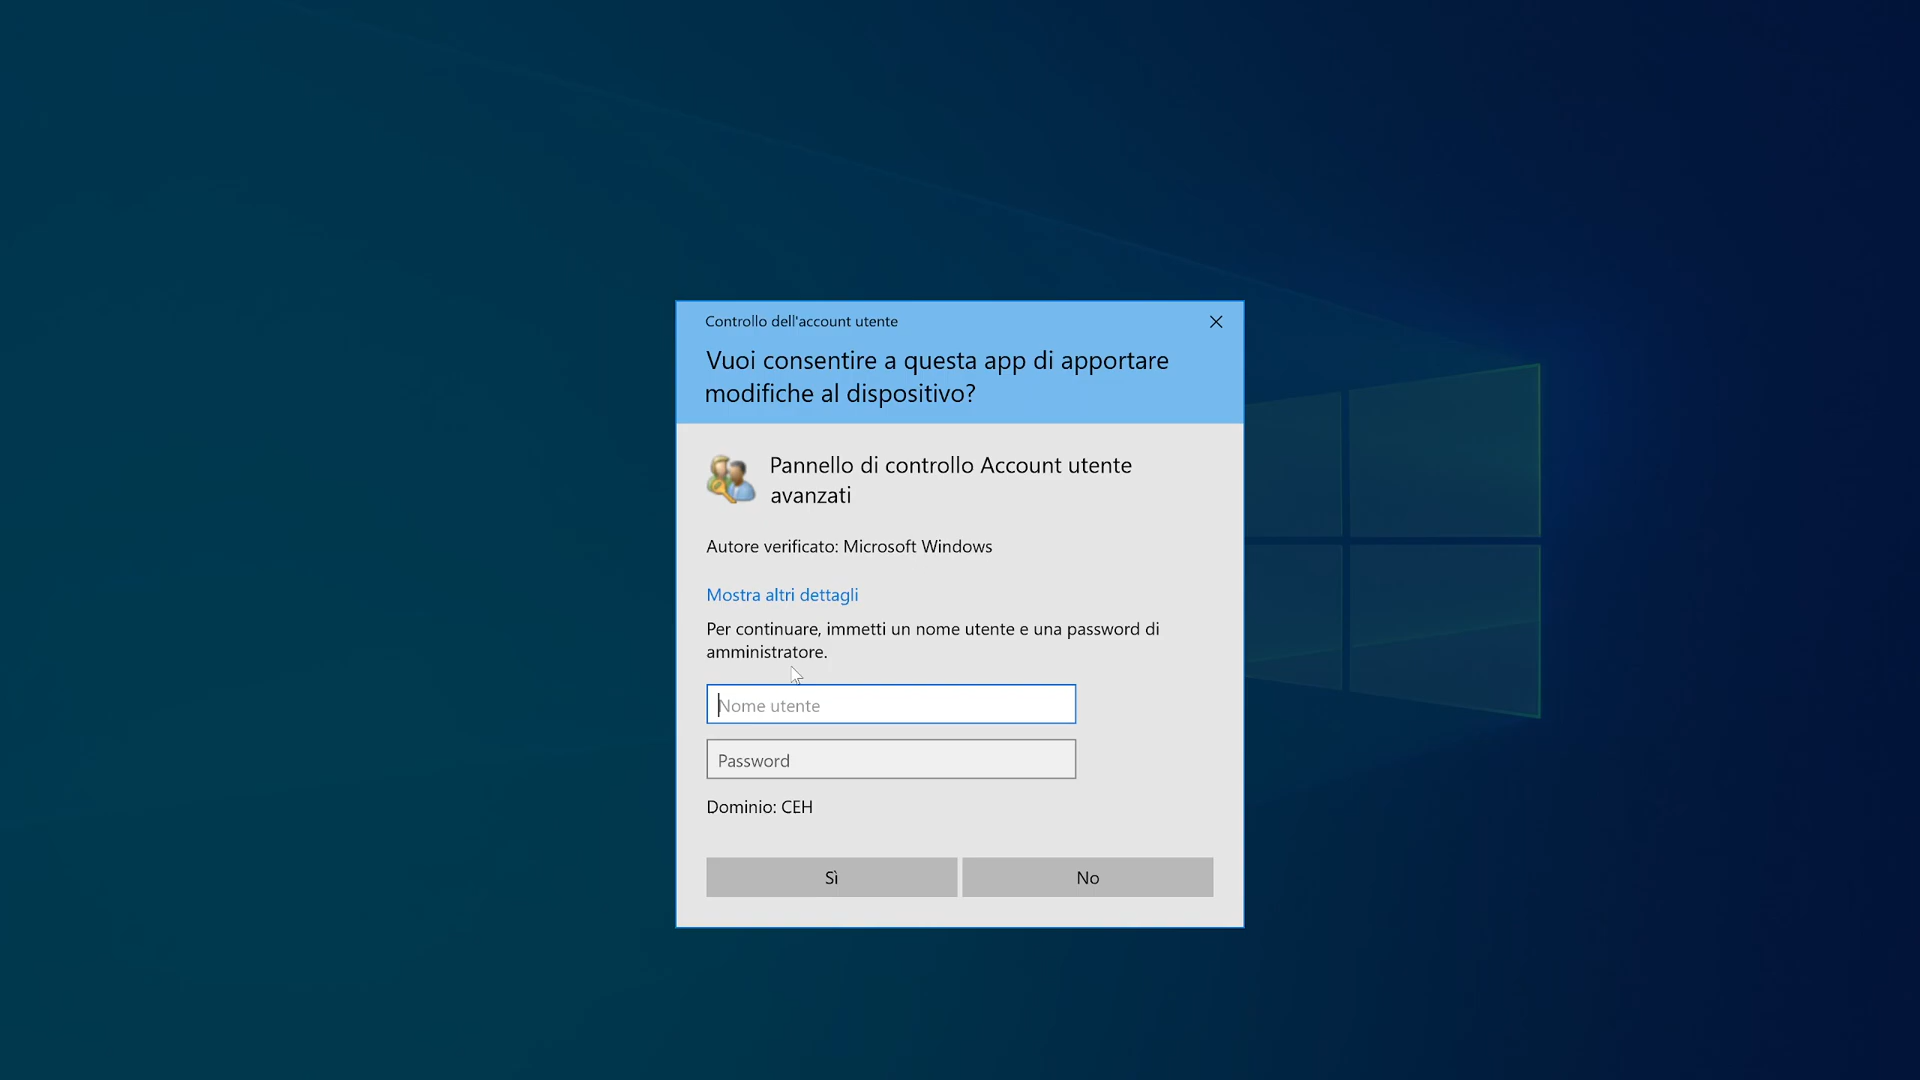 Controllo dell'account utente
Vuoi consentire a questa app di apportare
modifiche al dispositivo?
Pannello di controllo Account utente
avanzati
Autore verificato: Microsoft Windows
Mostra altri dettagli
Per continuare, immetti un nome utente e una password di
amministratore.
Nome utente
Password
Dominio: CEH
Sì
No